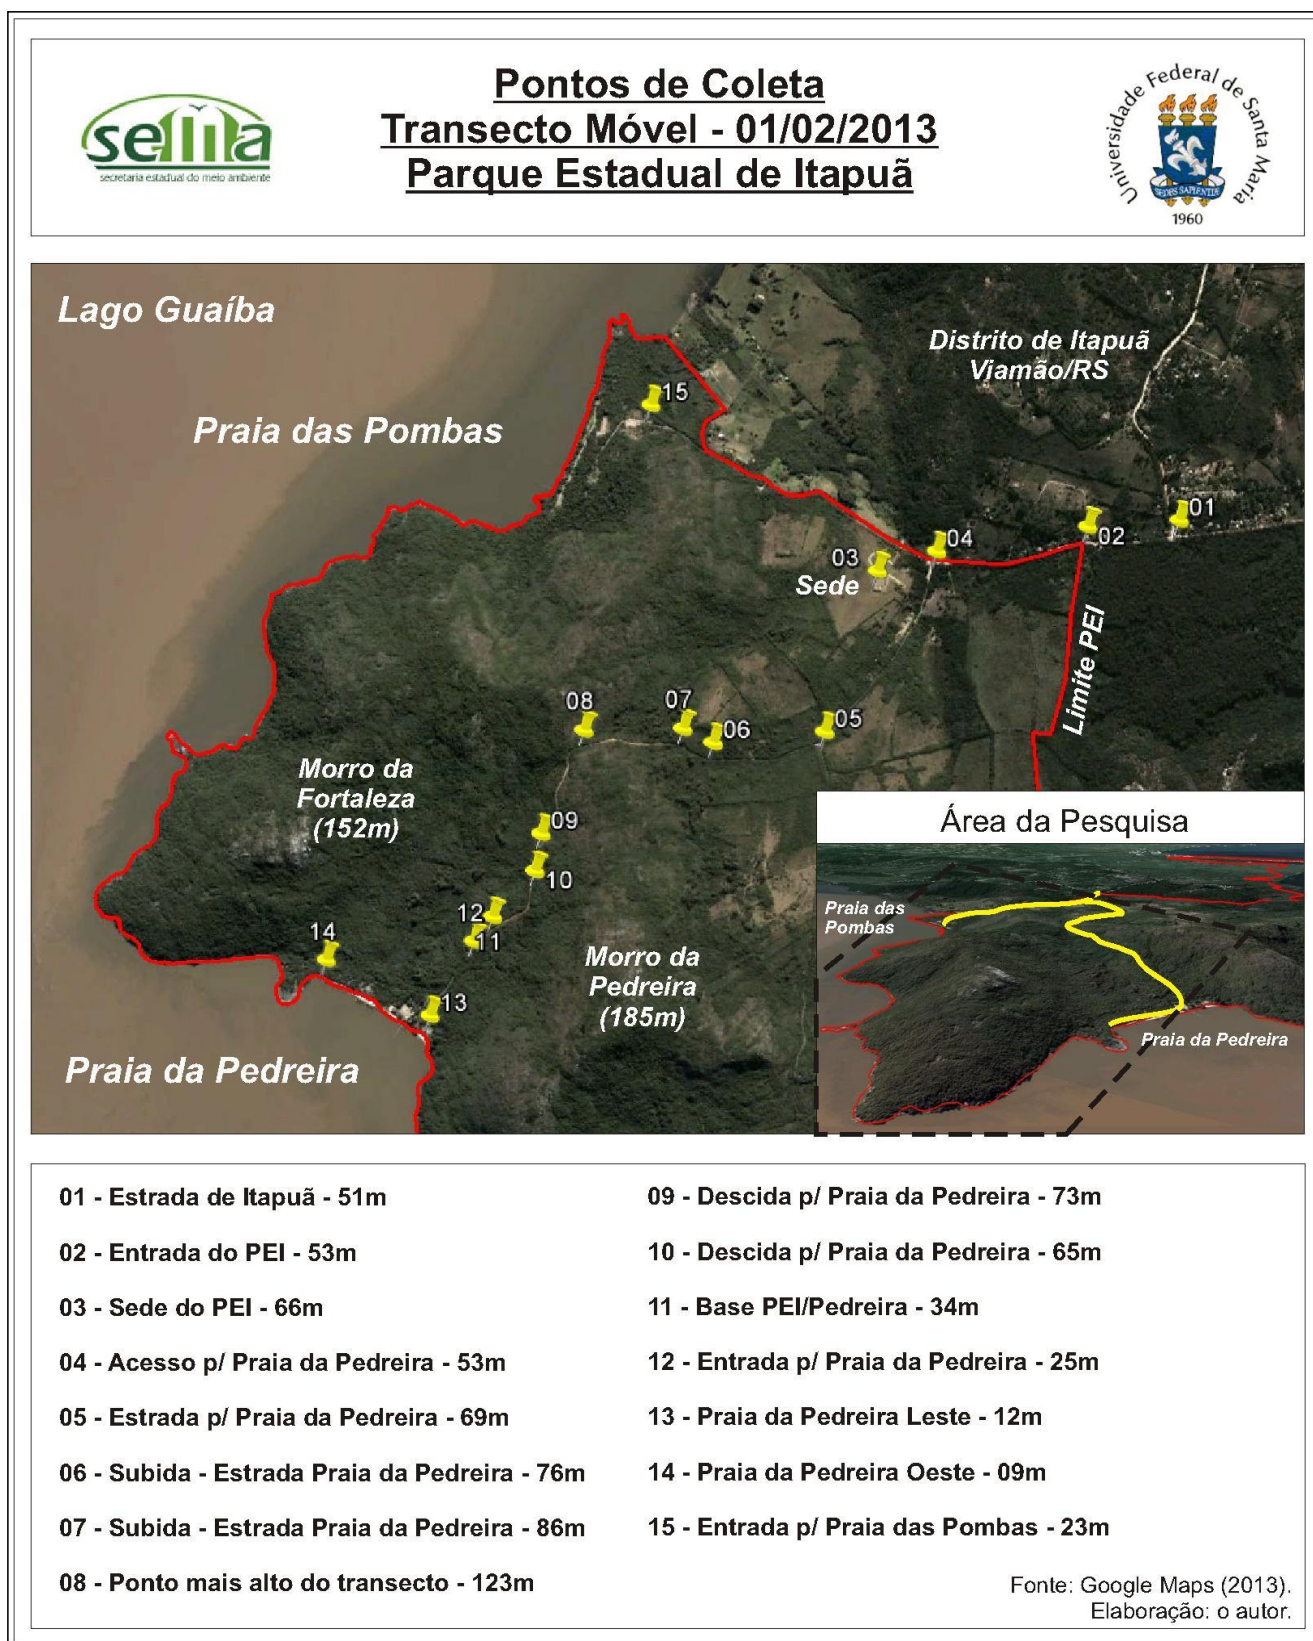 sema
secretaria estadual do meio ambiente
Pontos de Coleta
Transecto Móvel - 01/02/2013
Parque Estadual de Itapuã
Universidade Federal de Santa Maria
SEDES SAPIENTIÆ
1960
Lago Guaíba
Praia das Pombas
Distrito de Itapuã
Viamão/RS
15
01
02
04
03
Sede
Limite PEI
08
07
06
05
Morro da
Fortaleza
(152m)
09
10
12
11
14
13
Morro da
Pedreira
(185m)
Praia da Pedreira
Área da Pesquisa
Praia das
Pombas
Praia da Pedreira
01 - Estrada de Itapuã - 51m
02 - Entrada do PEI - 53m
03 - Sede do PEI - 66m
04 - Acesso p/ Praia da Pedreira - 53m
05 - Estrada p/ Praia da Pedreira - 69m
06 - Subida - Estrada Praia da Pedreira - 76m
07 - Subida - Estrada Praia da Pedreira - 86m
08 - Ponto mais alto do transecto - 123m
09 - Descida p/ Praia da Pedreira - 73m
10 - Descida p/ Praia da Pedreira - 65m
11 - Base PEI/Pedreira - 34m
12 - Entrada p/ Praia da Pedreira - 25m
13 - Praia da Pedreira Leste - 12m
14 - Praia da Pedreira Oeste - 09m
15 - Entrada p/ Praia das Pombas - 23m
Fonte: Google Maps (2013).
Elaboração: o autor.